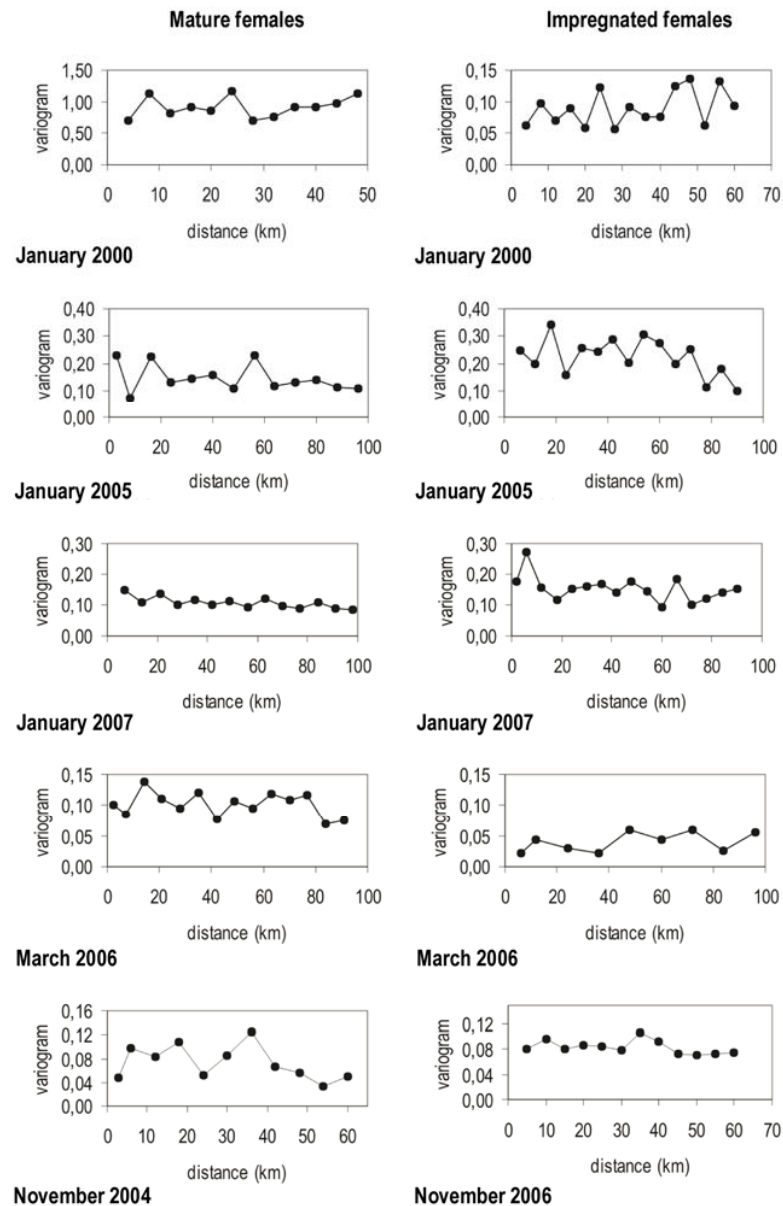 Mature females
Impregnated females
variogram
1,50
1,00
0,50
0,00
0 10 20 30 40 50
distance (km)
January 2000
variogram
0,15
0,10
0,05
0,00
0 10 20 30 40 50 60 70
distance (km)
January 2000
variogram
0,40
0,30
0,20
0,10
0,00
0 20 40 60 80 100
distance (km)
January 2005
variogram
0,40
0,30
0,20
0,10
0,00
0 20 40 60 80 100
distance (km)
January 2005
variogram
0,30
0,20
0,10
0,00
0 20 40 60 80 100
distance (km)
January 2007
variogram
0,30
0,20
0,10
0,00
0 20 40 60 80 100
distance (km)
January 2007
variogram
0,15
0,10
0,05
0,00
0 20 40 60 80 100
distance (km)
March 2006
variogram
0,15
0,10
0,05
0,00
0 20 40 60 80 100
distance (km)
March 2006
variogram
0,16
0,12
0,08
0,04
0,00
0 10 20 30 40 50 60
distance (km)
November 2004
variogram
0,12
0,08
0,04
0,00
0 10 20 30 40 50 60 70
distance (km)
November 2006